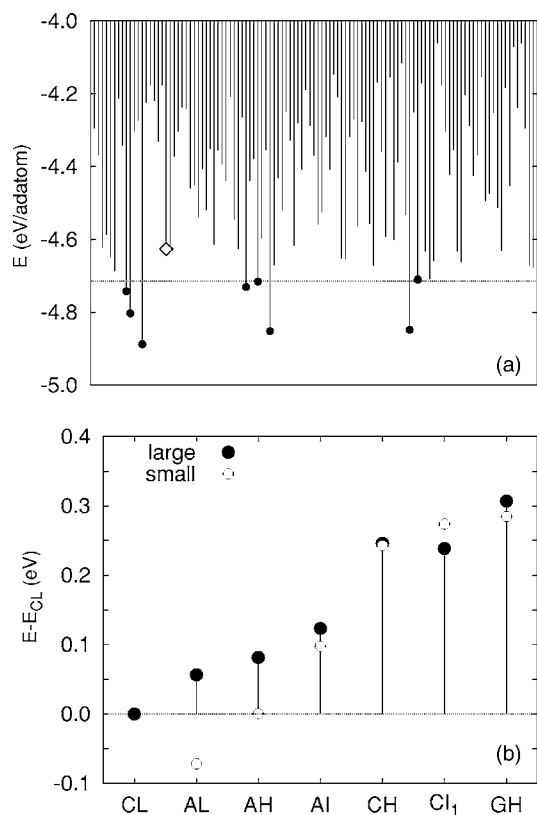 -4.0
-4.2
-4.4
-4.6
-4.8
-5.0
E (eV/adatom)
(a)
0.4
0.3
0.2
0.1
0.0
-0.1
E-E_CL (eV)
large
small
(b)
CL AL AH AI CH CI₁ GH